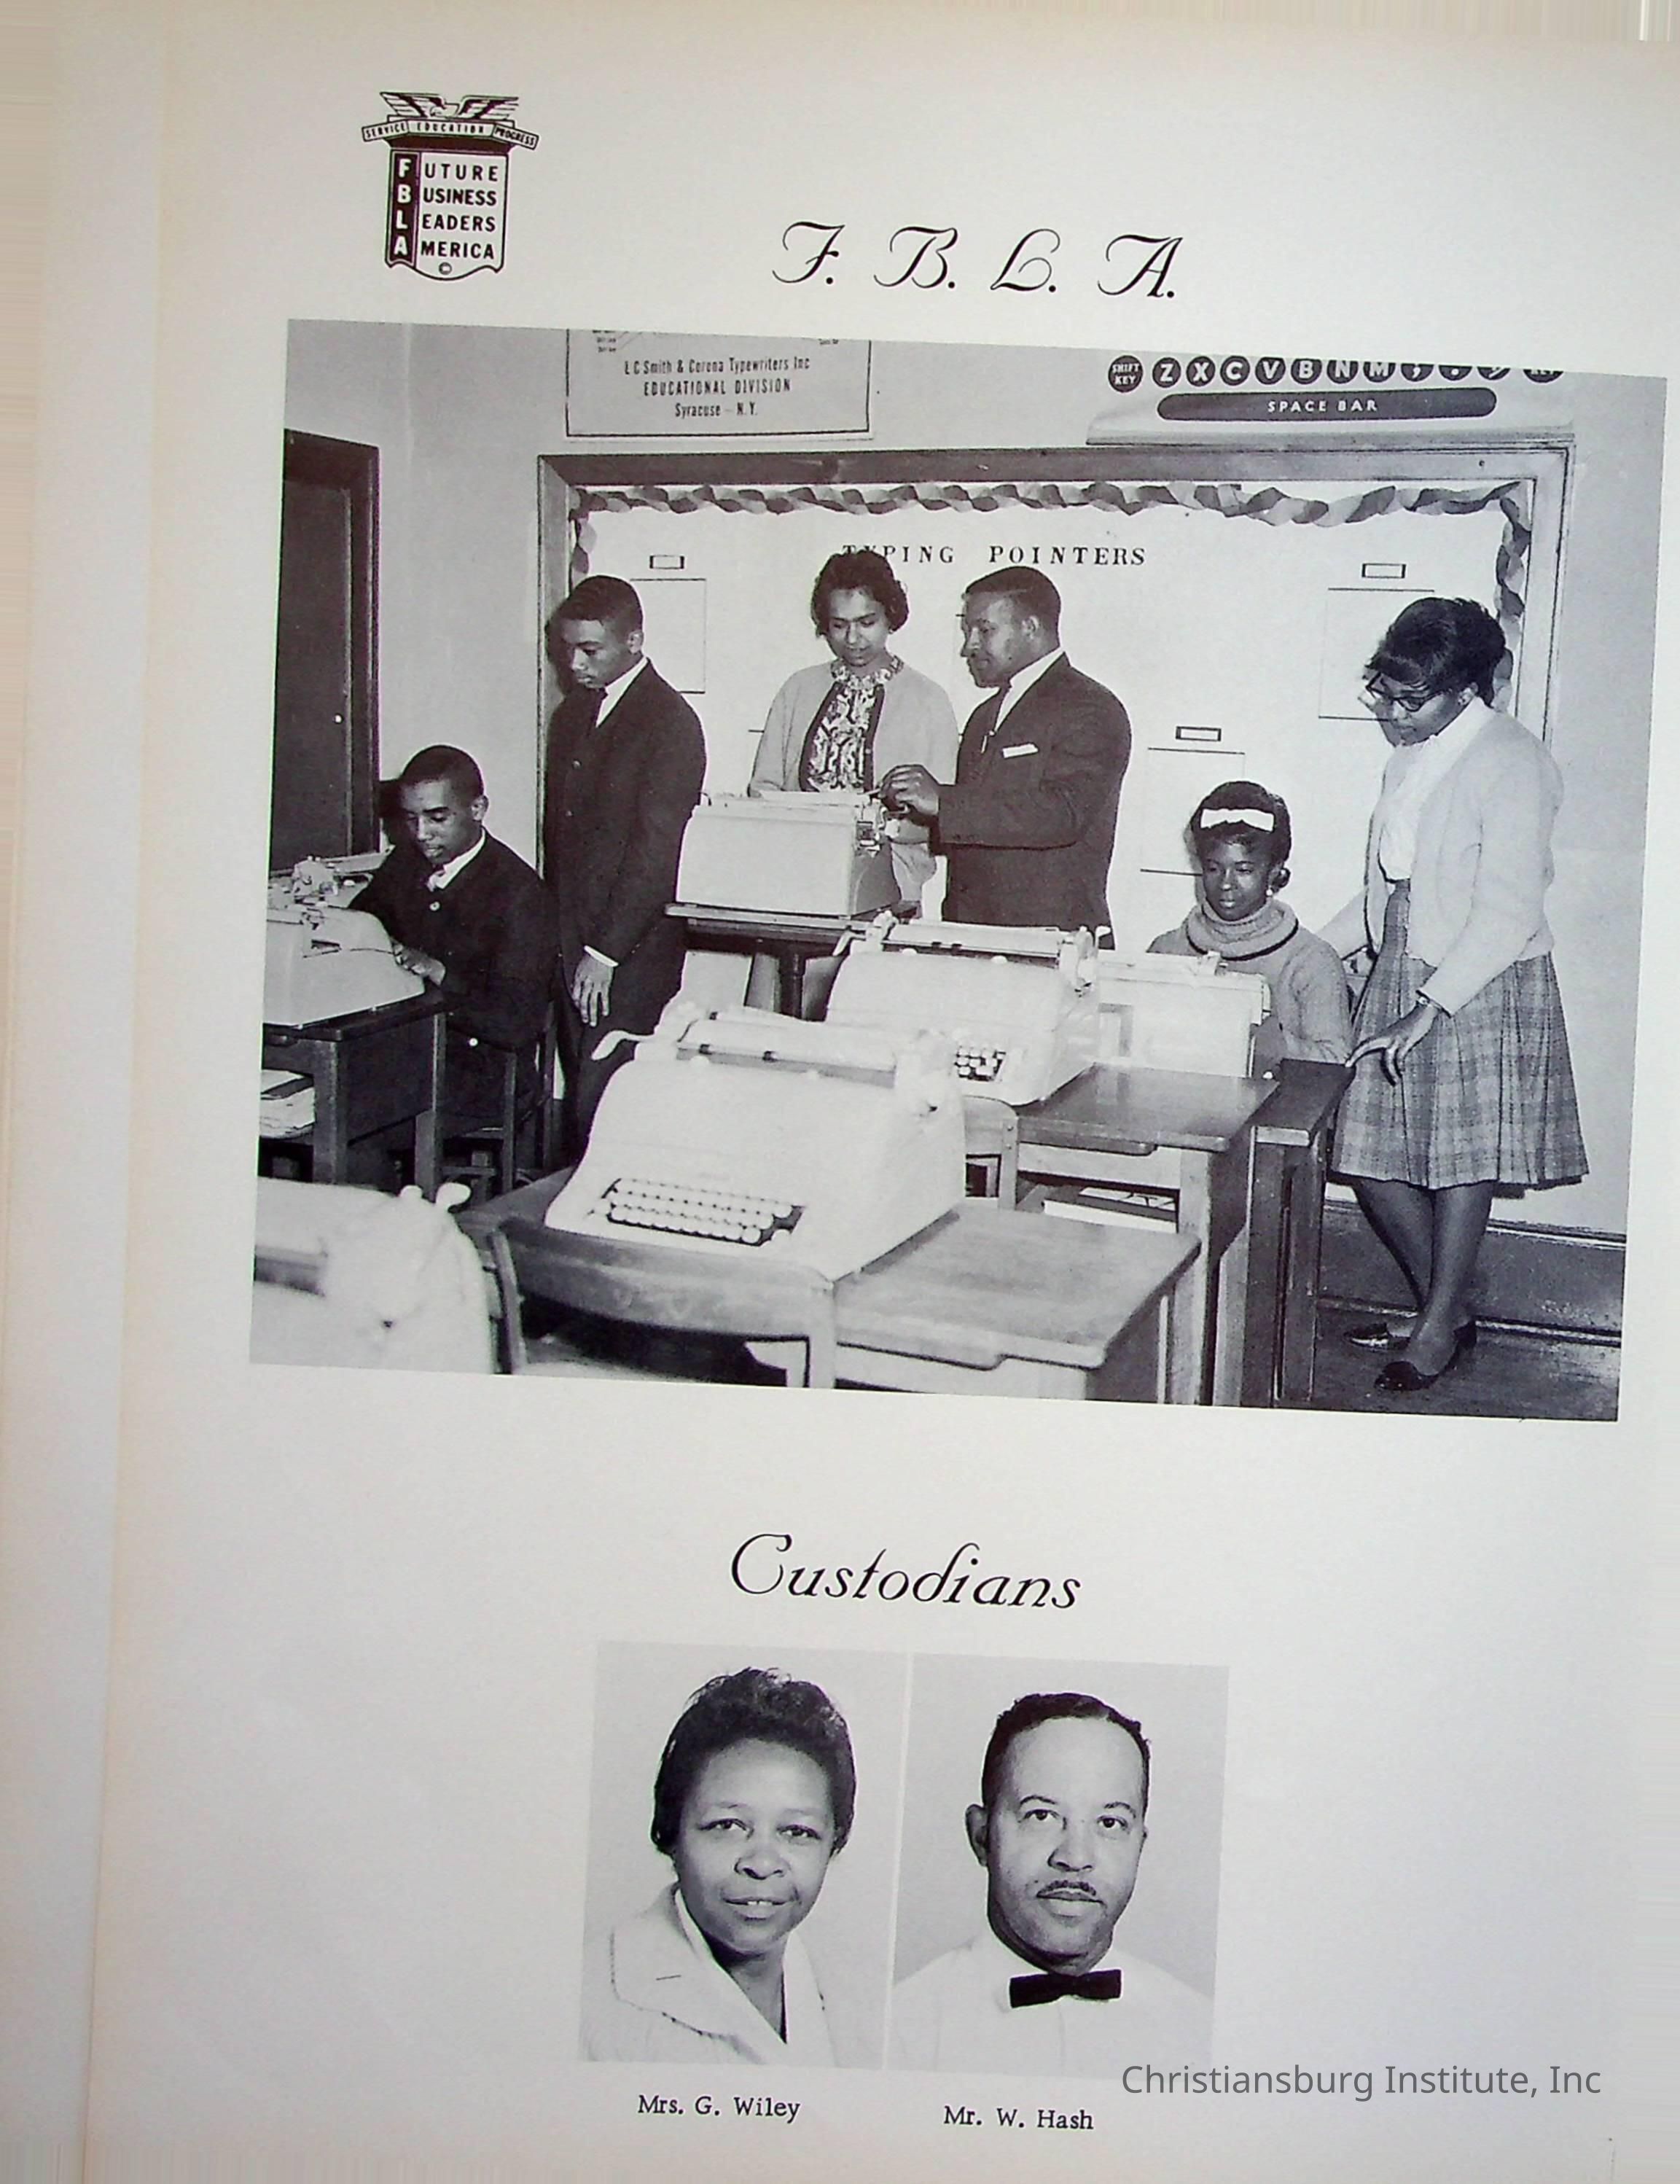 SERVICE EDUCATION PROGRESS
FUTURE
BUSINESS
LEADERS
AMERICA
©
F. B. L. A.
L C Smith & Corona Typewriters Inc
EDUCATIONAL DIVISION
Syracuse - N.Y.
SHIFT KEY Z X C V B N M , .
SPACE BAR
TYPING POINTERS
Custodians
Mrs. G. Wiley
Mr. W. Hash
Christiansburg Institute, Inc